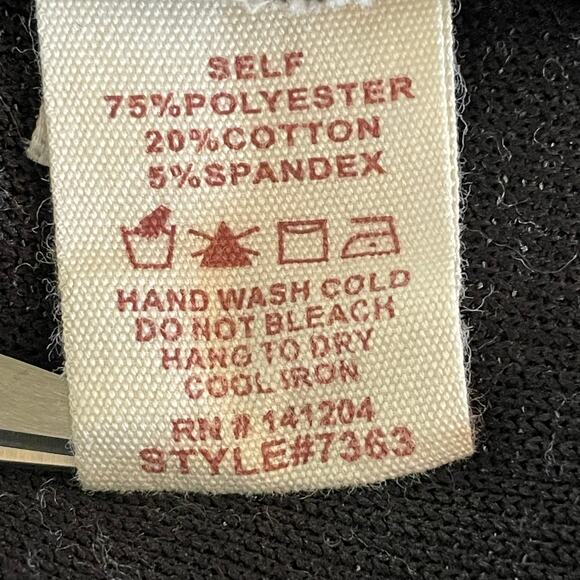 SELF
75%POLYESTER
20%COTTON
5%SPANDEX
HAND WASH COLD
DO NOT BLEACH
HANG TO DRY
COOL IRON
RN # 141204
STYLE#7363